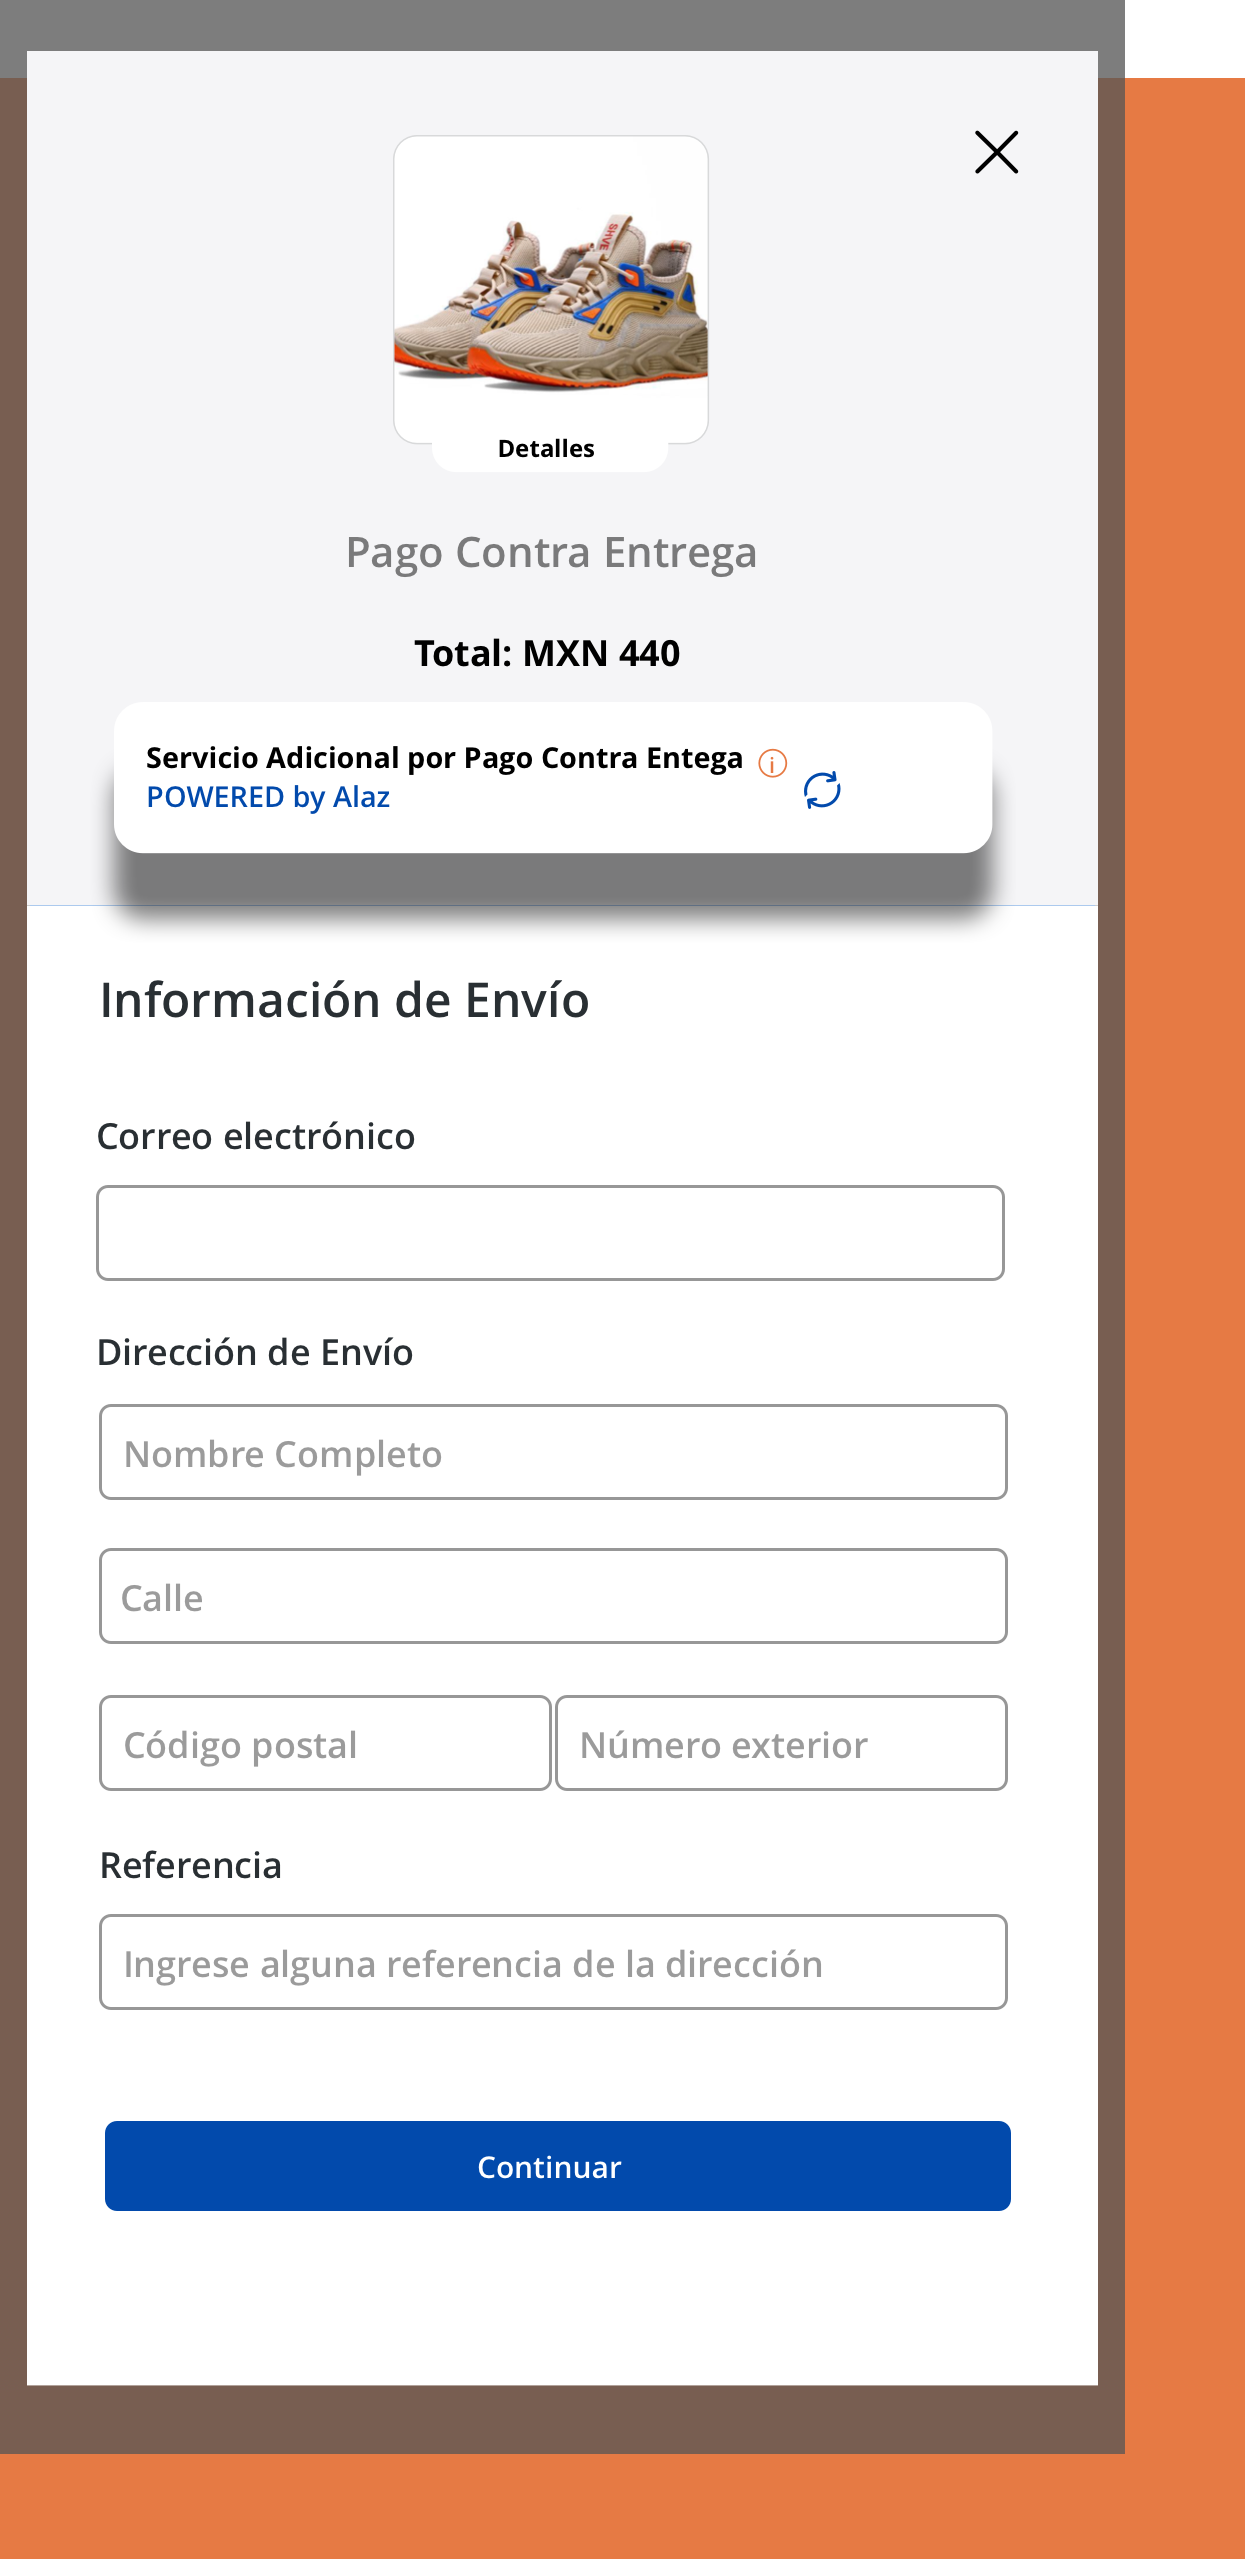 SHVE
SHVE
Detalles
Pago Contra Entrega
Total: MXN 440
Servicio Adicional por Pago Contra Entega
POWERED by Alaz
Información de Envío
Correo electrónico
Dirección de Envío
Nombre Completo
Calle
Código postal
Número exterior
Referencia
Ingrese alguna referencia de la dirección
Continuar